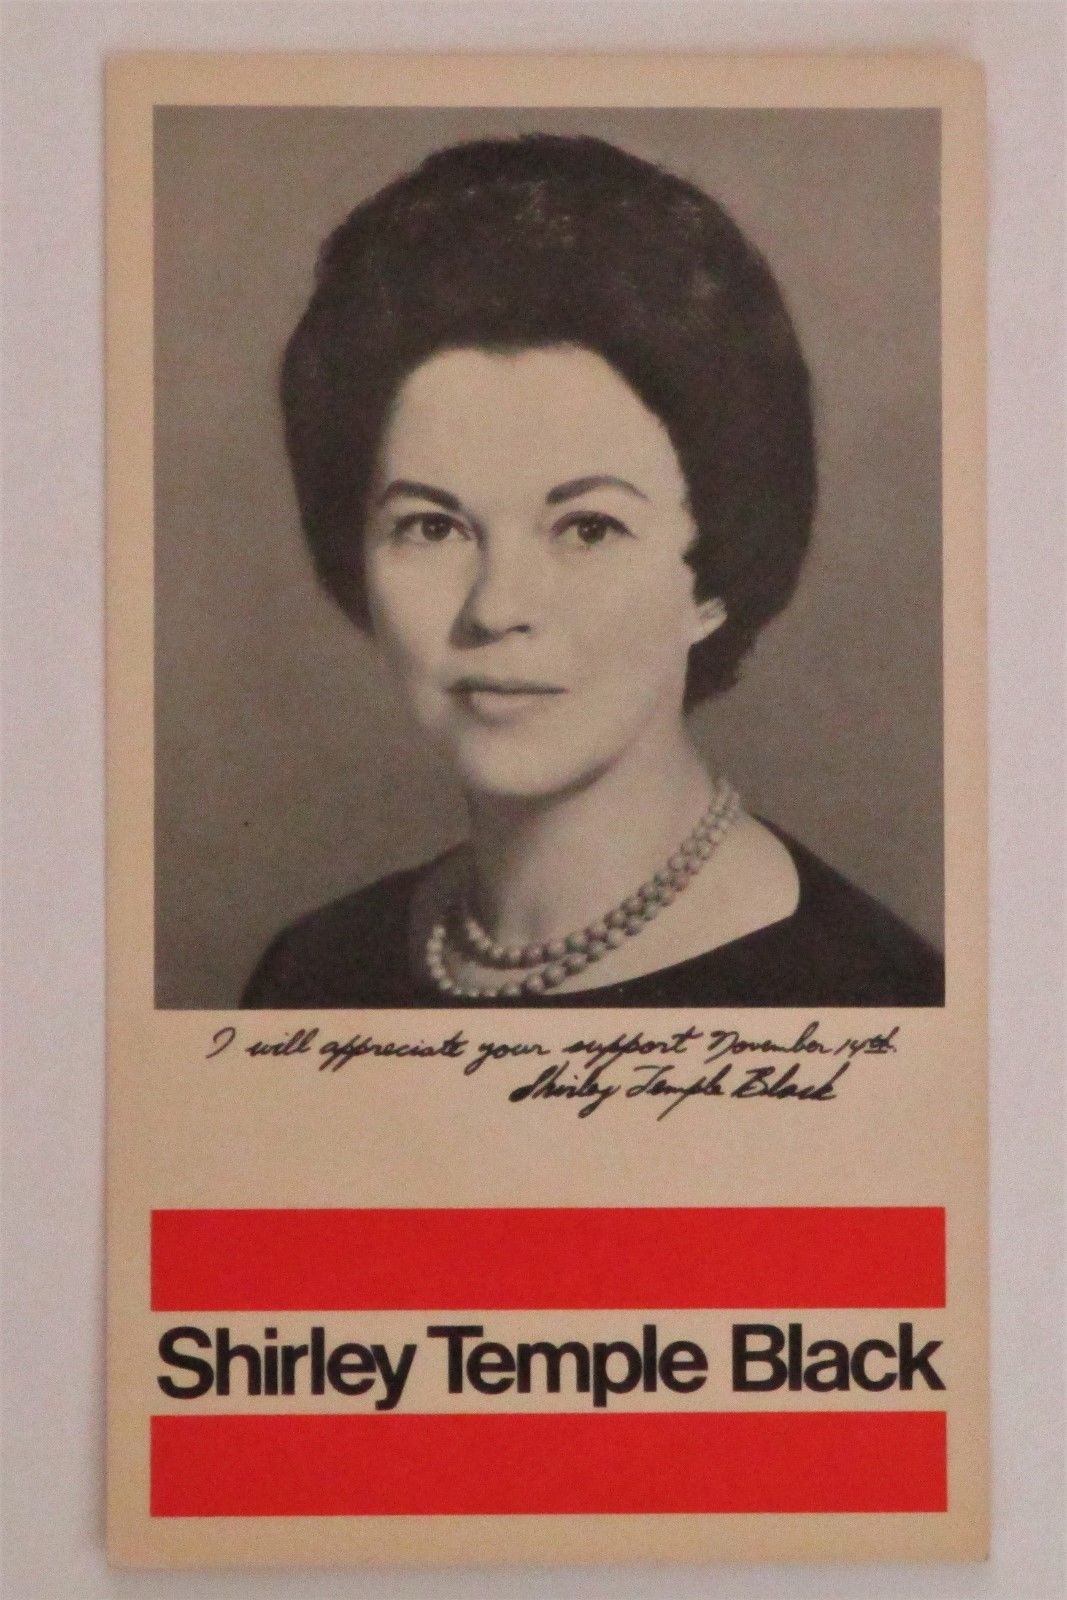 I will appreciate your support November 14th.
Shirley Temple Black
Shirley Temple Black